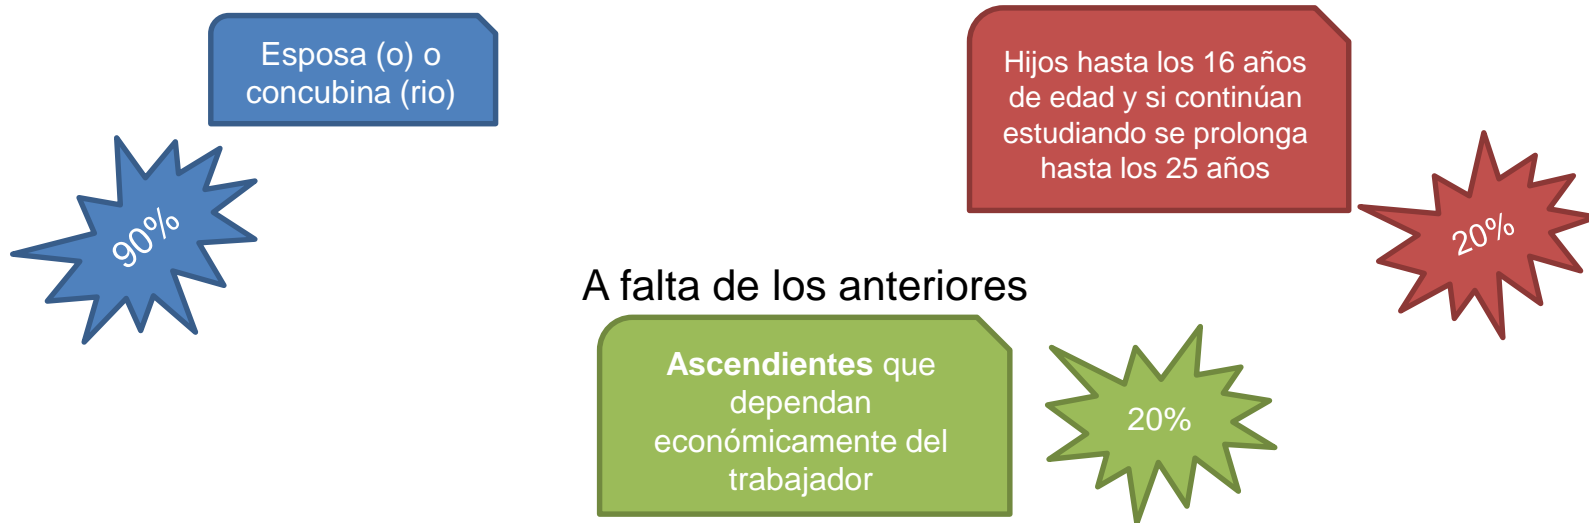 Esposa (o) o
concubina (rio)
90%
Hijos hasta los 16 años
de edad y si continúan
estudiando se prolonga
hasta los 25 años
20%
A falta de los anteriores
Ascendientes que
dependan
económicamente del
trabajador
20%